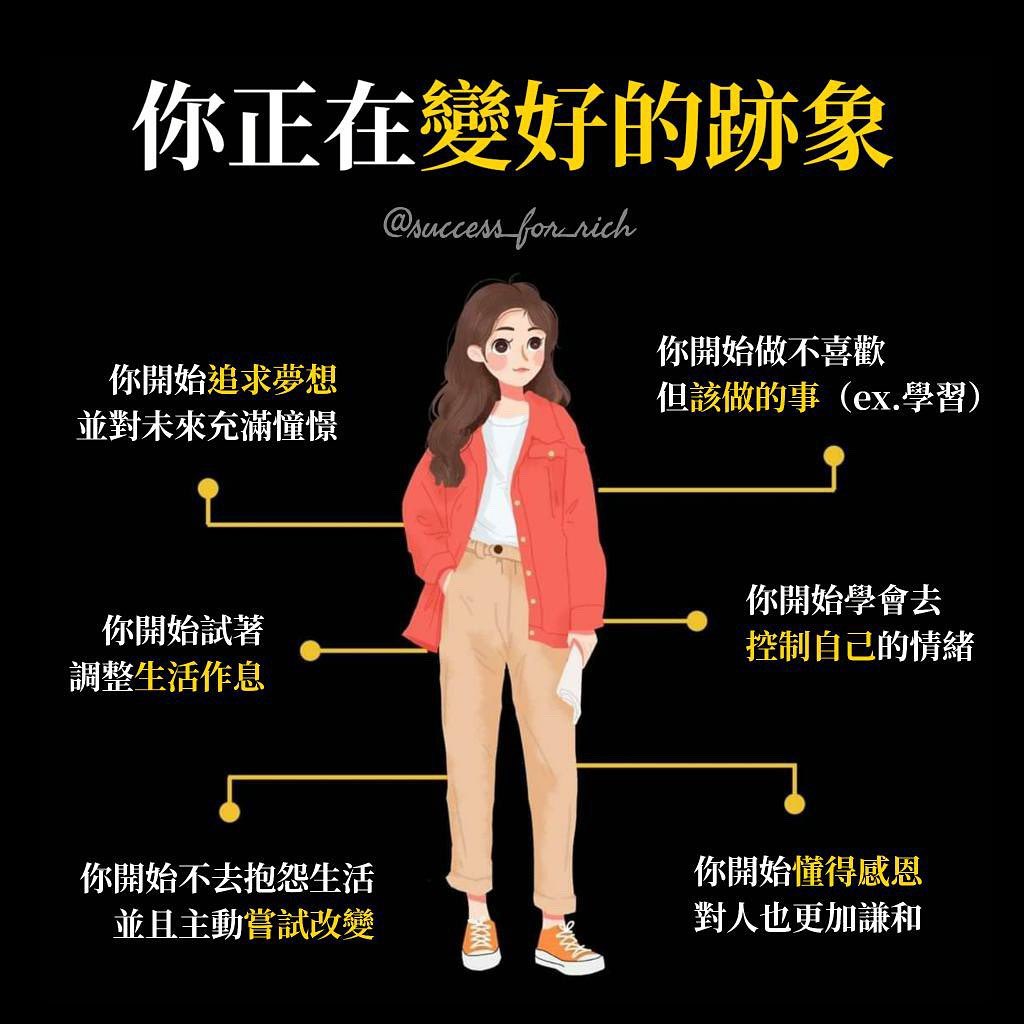 你正在變好的跡象
@success_for_rich
你開始追求夢想
並對未來充滿憧憬
你開始做不喜歡
但該做的事（ex.學習）
你開始試著
調整生活作息
你開始學會去
控制自己的情緒
你開始不去抱怨生活
並且主動嘗試改變
你開始懂得感恩
對人也更加謙和